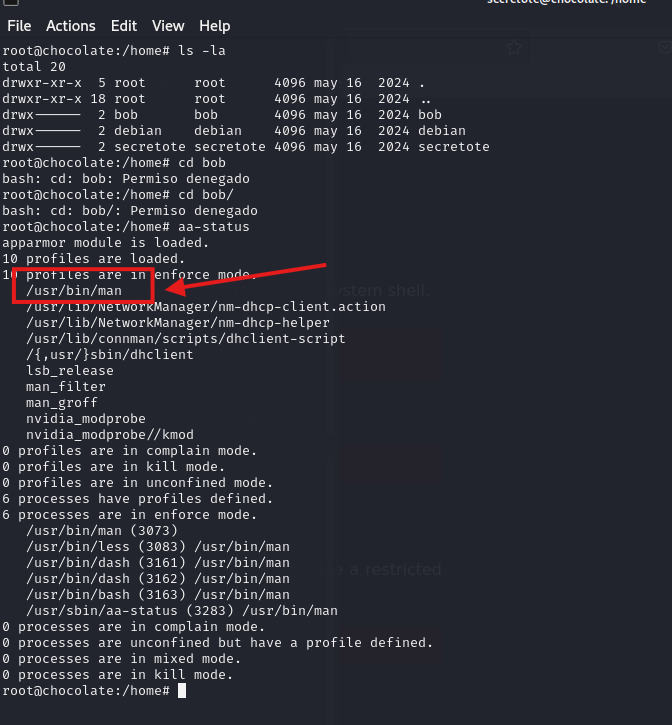 secretote@chocolate: /home
File Actions Edit View Help
root@chocolate:/home# ls -la
total 20
drwxr-xr-x  5 root      root      4096 may 16  2024 .
drwxr-xr-x 18 root      root      4096 may 16  2024 ..
drwx------  2 bob       bob       4096 may 16  2024 bob
drwx------  2 debian    debian    4096 may 16  2024 debian
drwx------  2 secretote secretote 4096 may 16  2024 secretote
root@chocolate:/home# cd bob
bash: cd: bob: Permiso denegado
root@chocolate:/home# cd bob/
bash: cd: bob/: Permiso denegado
root@chocolate:/home# aa-status
apparmor module is loaded.
10 profiles are loaded.
10 profiles are in enforce mode.
   /usr/bin/man
   /usr/lib/NetworkManager/nm-dhcp-client.action
   /usr/lib/NetworkManager/nm-dhcp-helper
   /usr/lib/connman/scripts/dhclient-script
   /{,usr/}sbin/dhclient
   lsb_release
   man_filter
   man_groff
   nvidia_modprobe
   nvidia_modprobe//kmod
0 profiles are in complain mode.
0 profiles are in kill mode.
0 profiles are in unconfined mode.
6 processes have profiles defined.
6 processes are in enforce mode.
   /usr/bin/man (3073)
   /usr/bin/less (3083) /usr/bin/man
   /usr/bin/dash (3161) /usr/bin/man
   /usr/bin/dash (3162) /usr/bin/man
   /usr/bin/bash (3163) /usr/bin/man
   /usr/sbin/aa-status (3283) /usr/bin/man
0 processes are in complain mode.
0 processes are unconfined but have a profile defined.
0 processes are in mixed mode.
0 processes are in kill mode.
root@chocolate:/home#
system shell.
a restricted